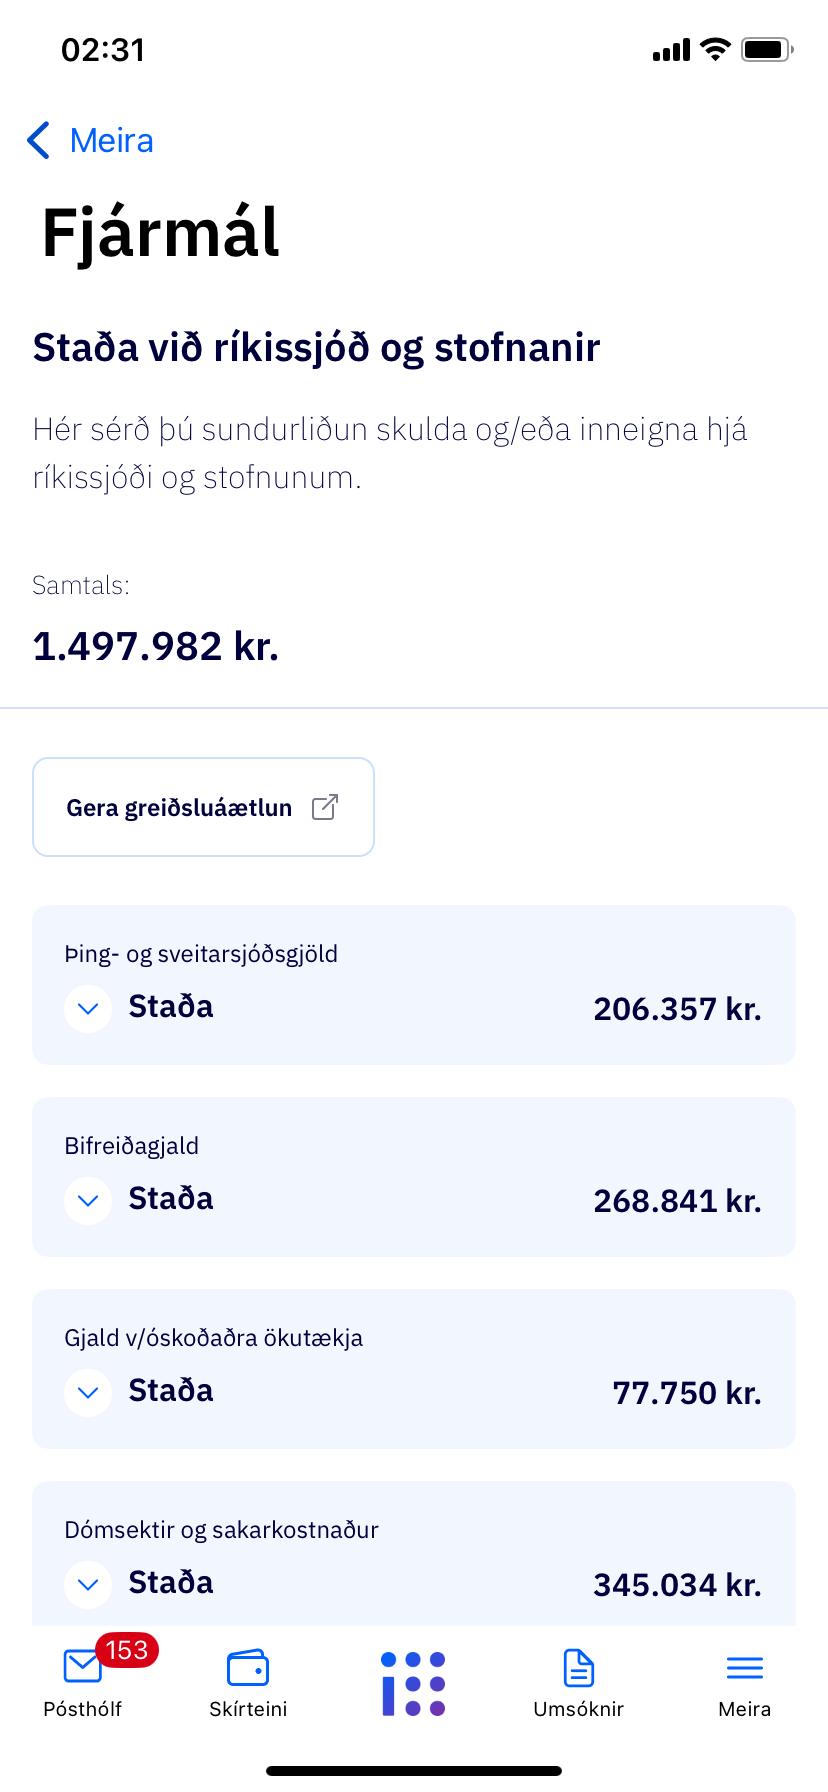 02:31
Meira
Fjármál
Staða við ríkissjóð og stofnanir
Hér sérð þú sundurliðun skulda og/eða inneigna hjá
ríkissjóði og stofnunum.
Samtals:
1.497.982 kr.
Gera greiðsluáætlun
Þing- og sveitarsjóðsgjöld
Staða 206.357 kr.
Bifreiðagjald
Staða 268.841 kr.
Gjald v/óskoðaðra ökutækja
Staða 77.750 kr.
Dómsektir og sakarkostnaður
Staða 345.034 kr.
153
Pósthólf Skírteini Umsóknir Meira